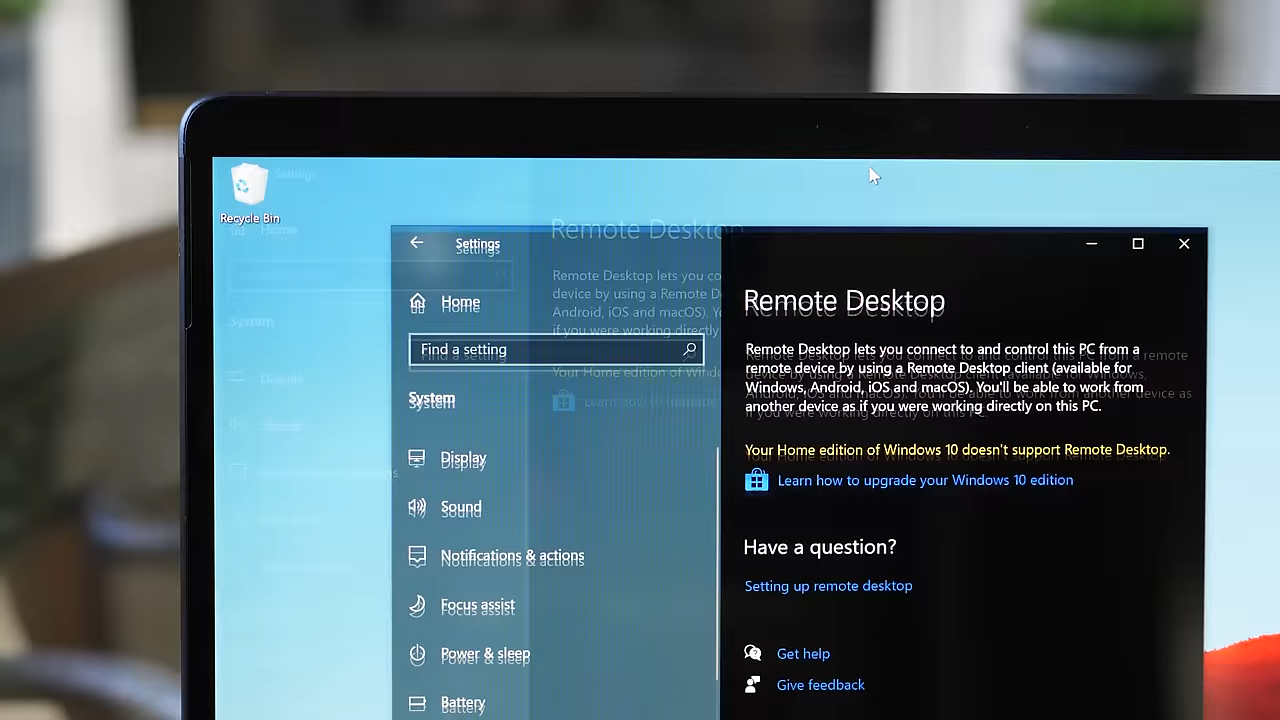 Recycle Bin
Settings
Home
Find a setting
System
Display
Sound
Notifications & actions
Focus assist
Power & sleep
Battery
Remote Desktop
Remote Desktop lets you connect to and control this PC from a
remote device by using a Remote Desktop client (available for
Windows, Android, iOS and macOS). You'll be able to work from
another device as if you were working directly on this PC.
Your Home edition of Windows 10 doesn't support Remote Desktop.
Learn how to upgrade your Windows 10 edition
Have a question?
Setting up remote desktop
Get help
Give feedback